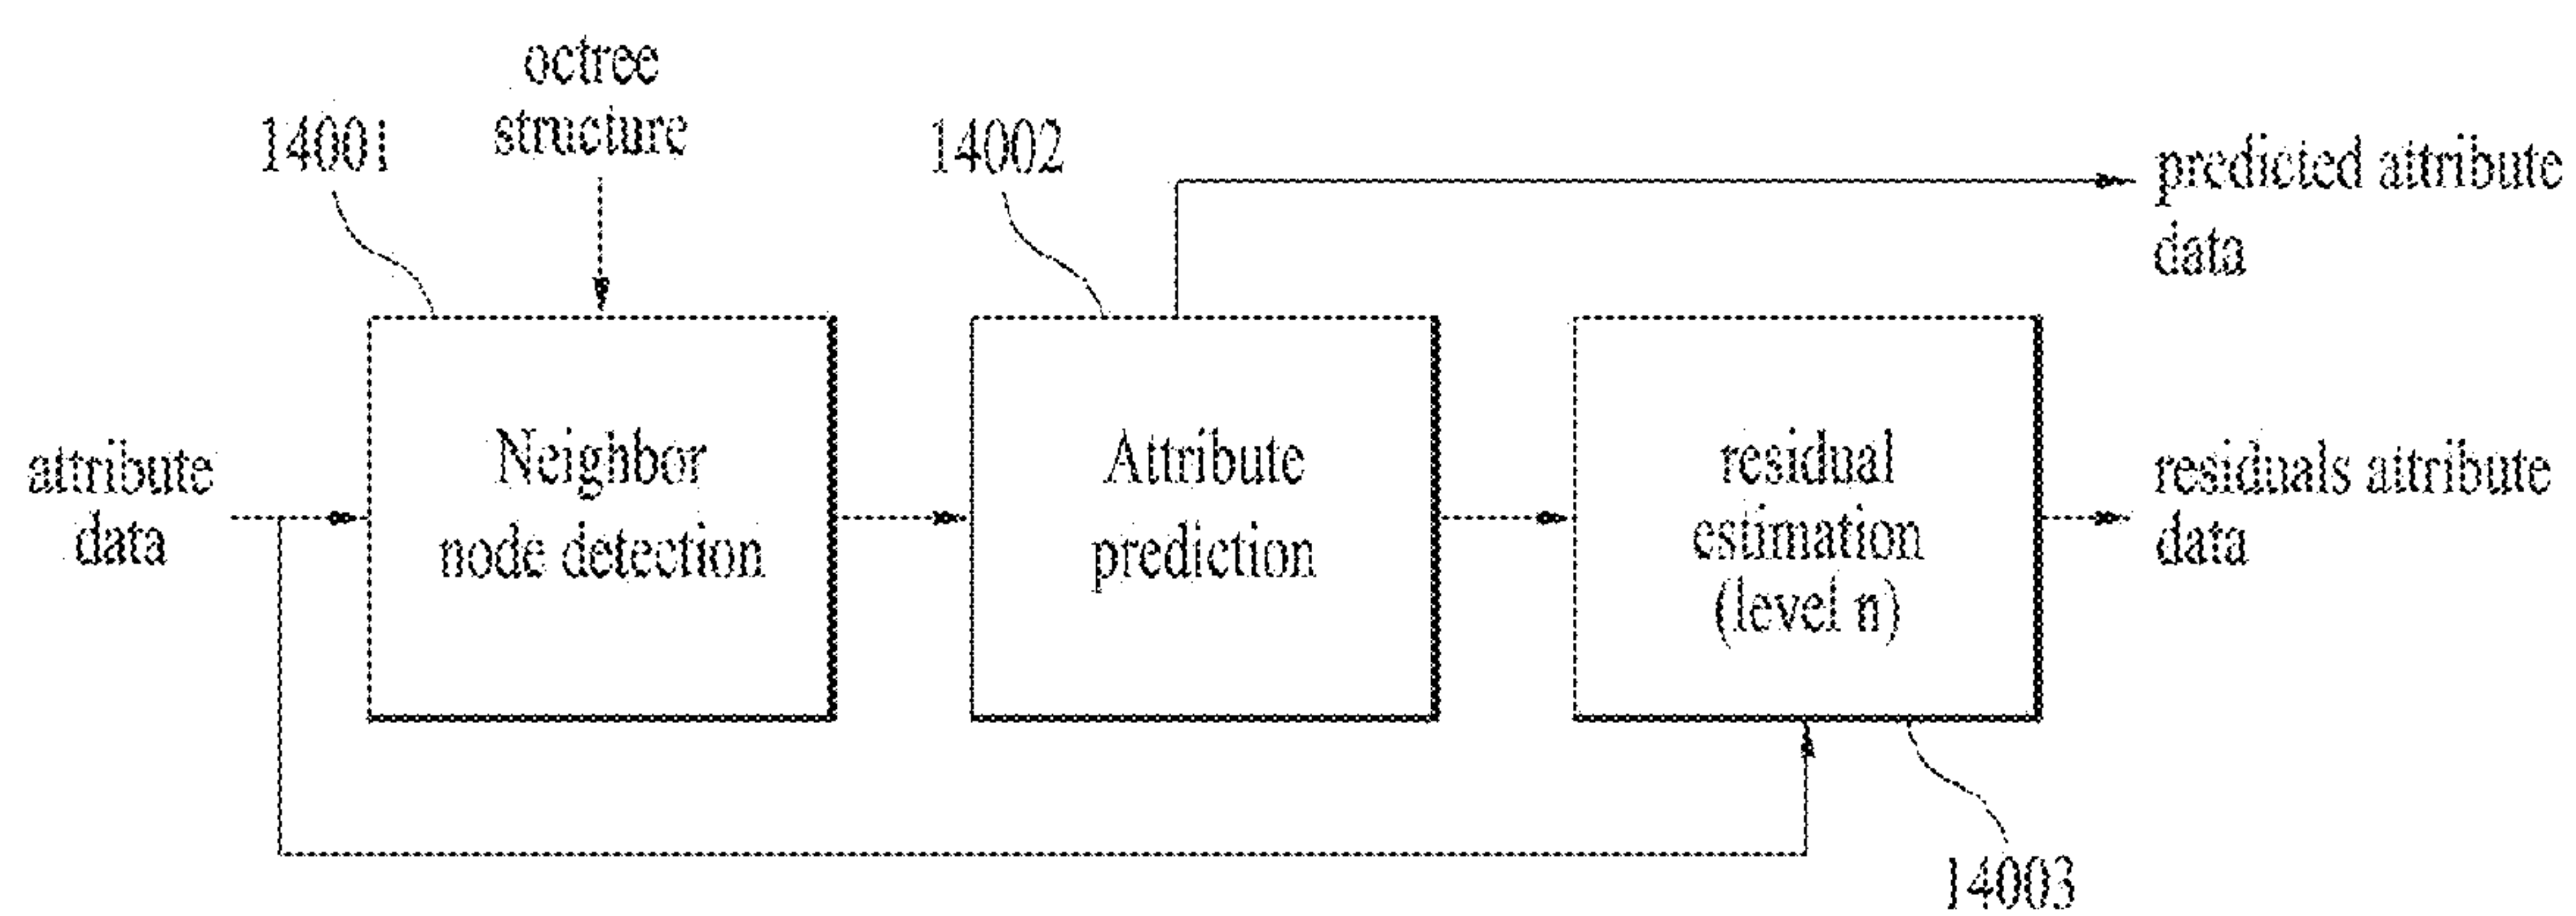 octree
structure
14001
14002
predicted attribute
data
attribute
data
Neighbor
node detection
Attribute
prediction
residual
estimation
(level n)
residuals attribute
data
14003